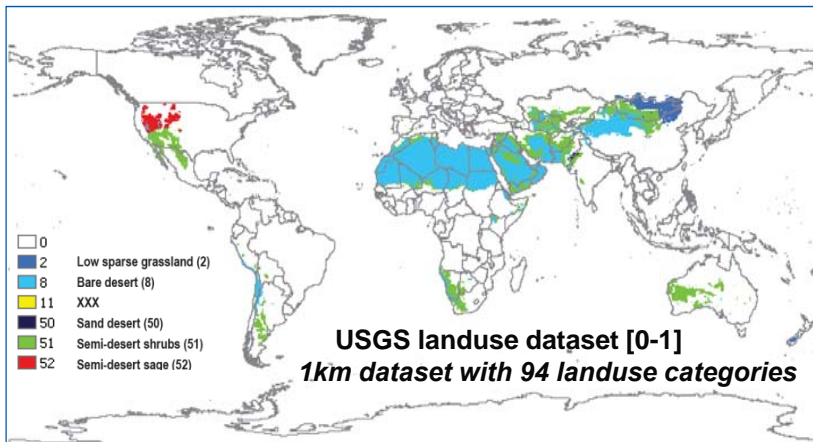 0
2 Low sparse grassland (2)
8 Bare desert (8)
11 XXX
50 Sand desert (50)
51 Semi-desert shrubs (51)
52 Semi-desert sage (52)
USGS landuse dataset [0-1]
1km dataset with 94 landuse categories